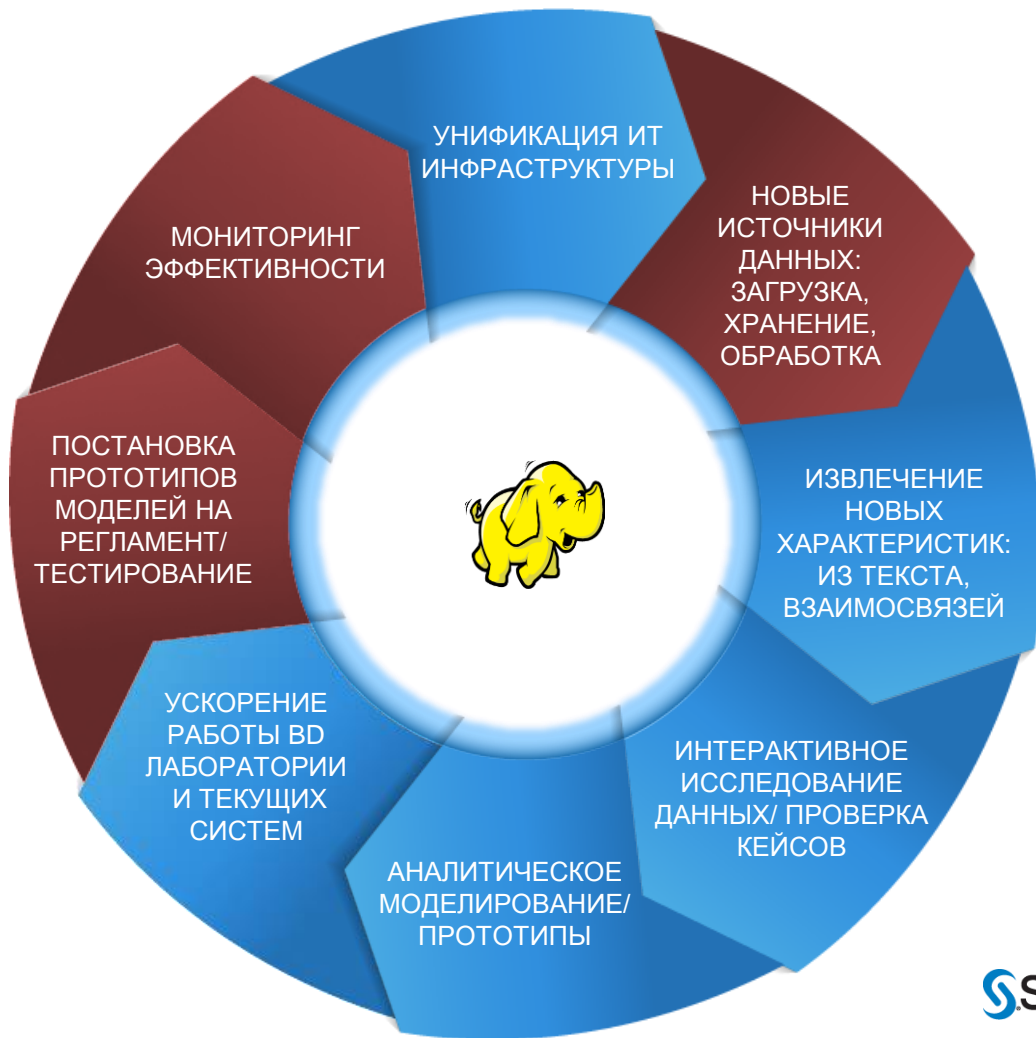 УНИФИКАЦИЯ ИТ
ИНФРАСТРУКТУРЫ
НОВЫЕ
ИСТОЧНИКИ
ДАННЫХ:
ЗАГРУЗКА,
ХРАНЕНИЕ,
ОБРАБОТКА
ИЗВЛЕЧЕНИЕ
НОВЫХ
ХАРАКТЕРИСТИК:
ИЗ ТЕКСТА,
ВЗАИМОСВЯЗЕЙ
ИНТЕРАКТИВНОЕ
ИССЛЕДОВАНИЕ
ДАННЫХ/ ПРОВЕРКА
КЕЙСОВ
АНАЛИТИЧЕСКОЕ
МОДЕЛИРОВАНИЕ/
ПРОТОТИПЫ
УСКОРЕНИЕ
РАБОТЫ BD
ЛАБОРАТОРИИ
И ТЕКУЩИХ
СИСТЕМ
ПОСТАНОВКА
ПРОТОТИПОВ
МОДЕЛЕЙ НА
РЕГЛАМЕНТ/
ТЕСТИРОВАНИЕ
МОНИТОРИНГ
ЭФФЕКТИВНОСТИ